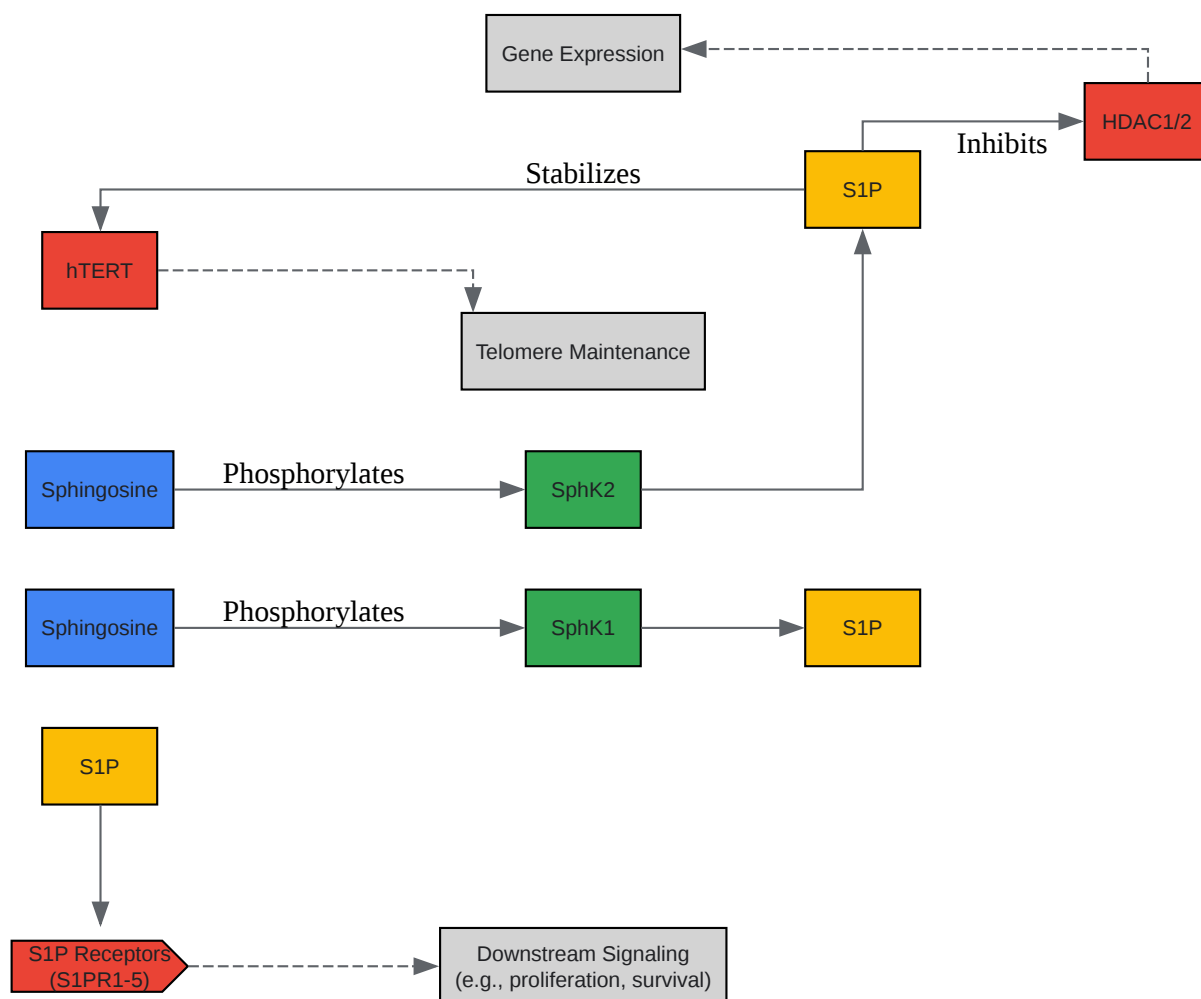 Gene Expression
HDAC1/2
Inhibits
Stabilizes
S1P
hTERT
Telomere Maintenance
Sphingosine
Phosphorylates
SphK2
Sphingosine
Phosphorylates
SphK1
S1P
S1P
S1P Receptors
(S1PR1-5)
Downstream Signaling
(e.g., proliferation, survival)